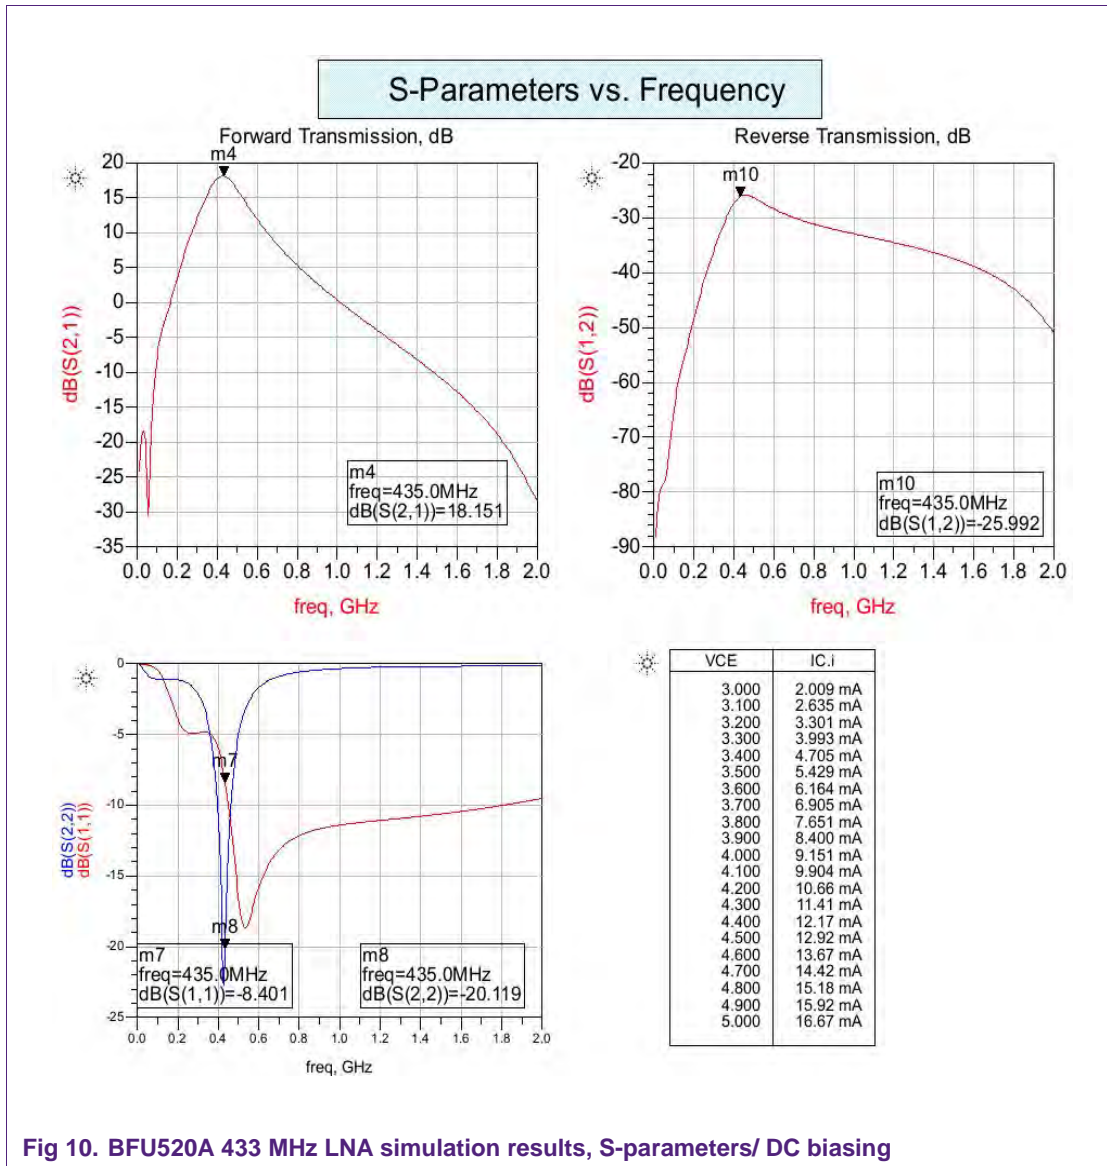 S-Parameters vs. Frequency
Forward Transmission, dB
m4
20
15
10
5
0
-5
-10
-15
-20
-25
-30
-35
dB(S(2,1))
m4
freq=435.0MHz
dB(S(2,1))=18.151
0.0 0.2 0.4 0.6 0.8 1.0 1.2 1.4 1.6 1.8 2.0
freq, GHz
Reverse Transmission, dB
m10
-20
-30
-40
-50
-60
-70
-80
-90
dB(S(1,2))
m10
freq=435.0MHz
dB(S(1,2))=-25.992
0.0 0.2 0.4 0.6 0.8 1.0 1.2 1.4 1.6 1.8 2.0
freq, GHz
0
-5
-10
-15
-20
-25
dB(S(2,2))
dB(S(1,1))
m7
m8
m7
freq=435.0MHz
dB(S(1,1))=-8.401
m8
freq=435.0MHz
dB(S(2,2))=-20.119
0.0 0.2 0.4 0.6 0.8 1.0 1.2 1.4 1.6 1.8 2.0
freq, GHz
VCE IC.i
3.000 2.009 mA
3.100 2.635 mA
3.200 3.301 mA
3.300 3.993 mA
3.400 4.705 mA
3.500 5.429 mA
3.600 6.164 mA
3.700 6.905 mA
3.800 7.651 mA
3.900 8.400 mA
4.000 9.151 mA
4.100 9.904 mA
4.200 10.66 mA
4.300 11.41 mA
4.400 12.17 mA
4.500 12.92 mA
4.600 13.67 mA
4.700 14.42 mA
4.800 15.18 mA
4.900 15.92 mA
5.000 16.67 mA
Fig 10. BFU520A 433 MHz LNA simulation results, S-parameters/ DC biasing